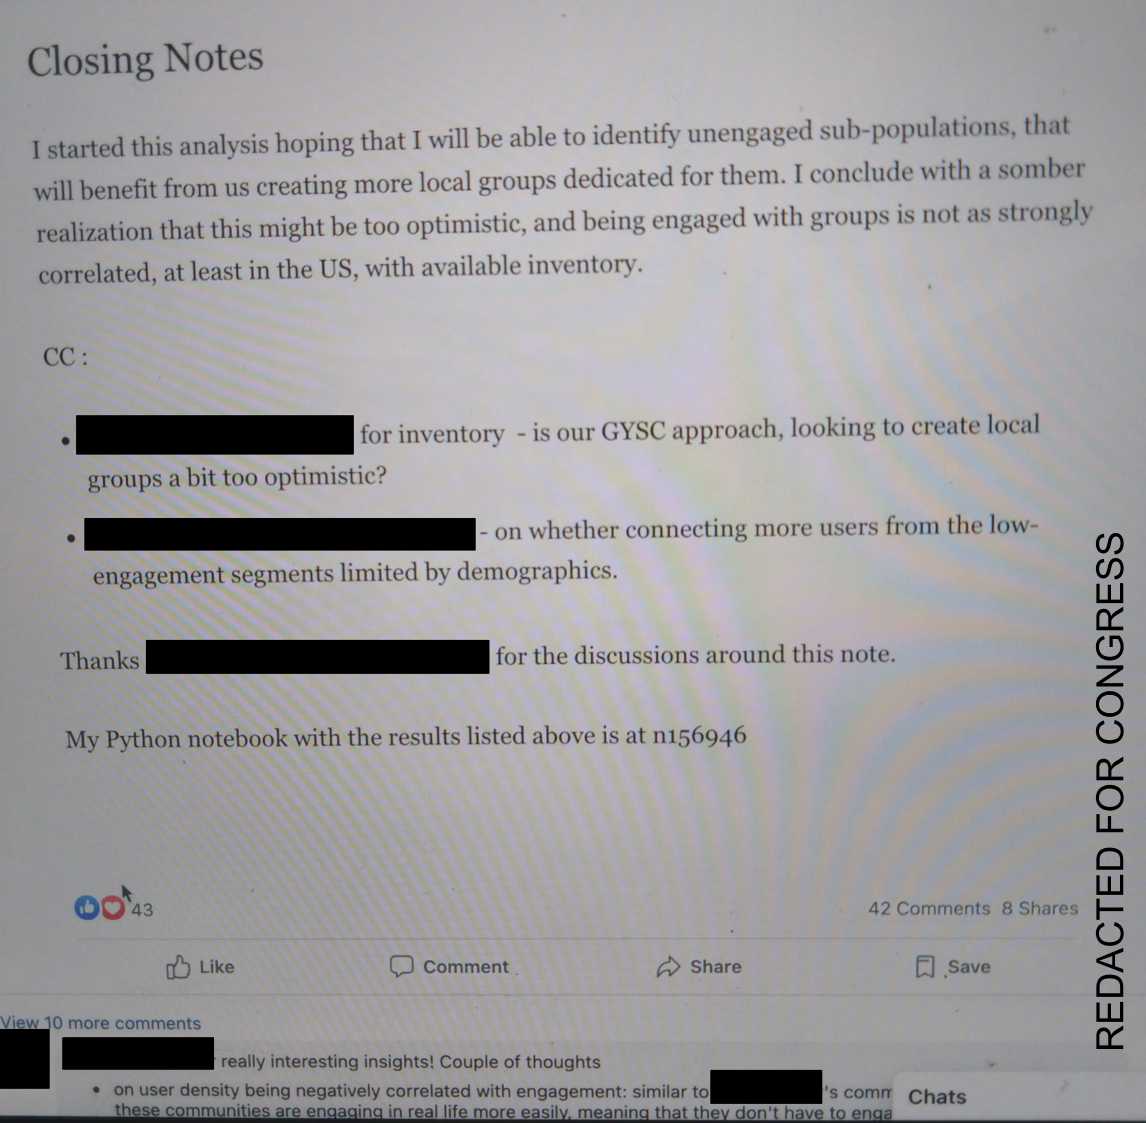 Closing Notes
I started this analysis hoping that I will be able to identify unengaged sub-populations, that
will benefit from us creating more local groups dedicated for them. I conclude with a somber
realization that this might be too optimistic, and being engaged with groups is not as strongly
correlated, at least in the US, with available inventory.
CC :
• for inventory - is our GYSC approach, looking to create local
groups a bit too optimistic?
• - on whether connecting more users from the low-
engagement segments limited by demographics.
Thanks for the discussions around this note.
My Python notebook with the results listed above is at n156946
43
42 Comments 8 Shares
Like Comment Share Save
View 10 more comments
really interesting insights! Couple of thoughts
• on user density being negatively correlated with engagement: similar to 's comm
these communities are engaging in real life more easily, meaning that they don't have to enga
Chats
REDACTED FOR CONGRESS